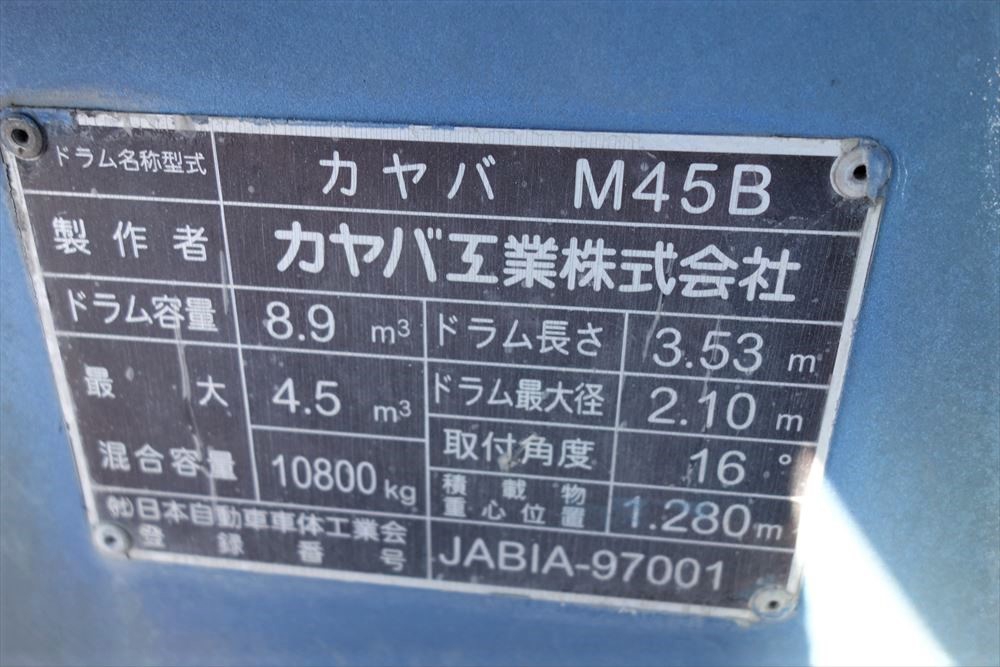 ドラム名称型式 カヤバ M45B
製作者 カヤバ工業株式会社
ドラム容量 8.9 m³ ドラム長さ 3.53 m
最大 4.5 m³ ドラム最大径 2.10 m
混合容量 10800 kg 取付角度 16 °
積載物
重心位置 1.280 m
㈳日本自動車車体工業会
登録番号 JABIA-97001